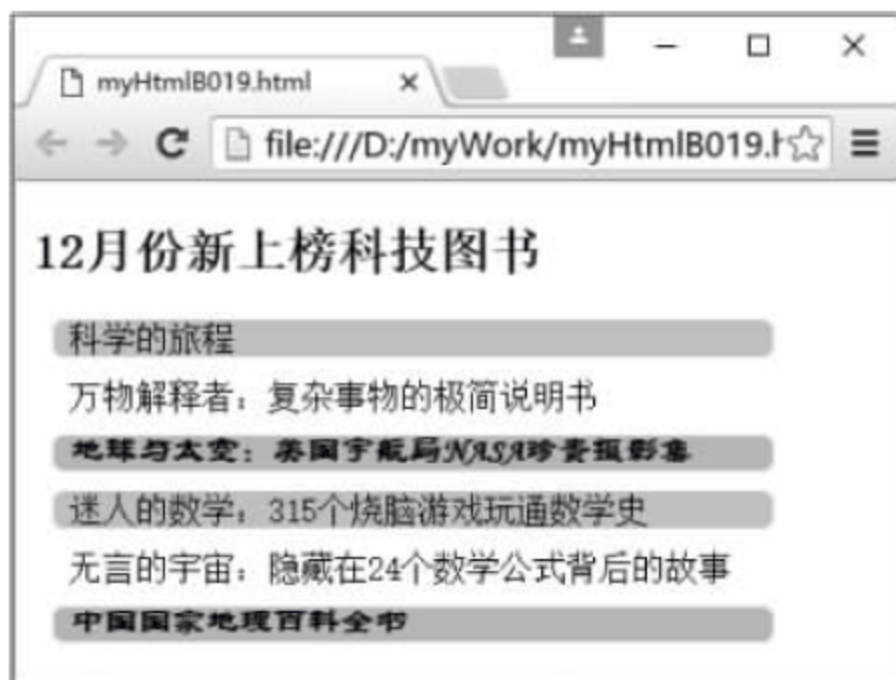 myHtmlB019.html
file:///D:/myWork/myHtmlB019.h
12月份新上榜科技图书
科学的旅程
万物解释者：复杂事物的极简说明书
地球与太空：美国宇航局NASA珍贵摄影集
迷人的数学：315个烧脑游戏玩通数学史
无言的宇宙：隐藏在24个数学公式背后的故事
中国国家地理百科全书